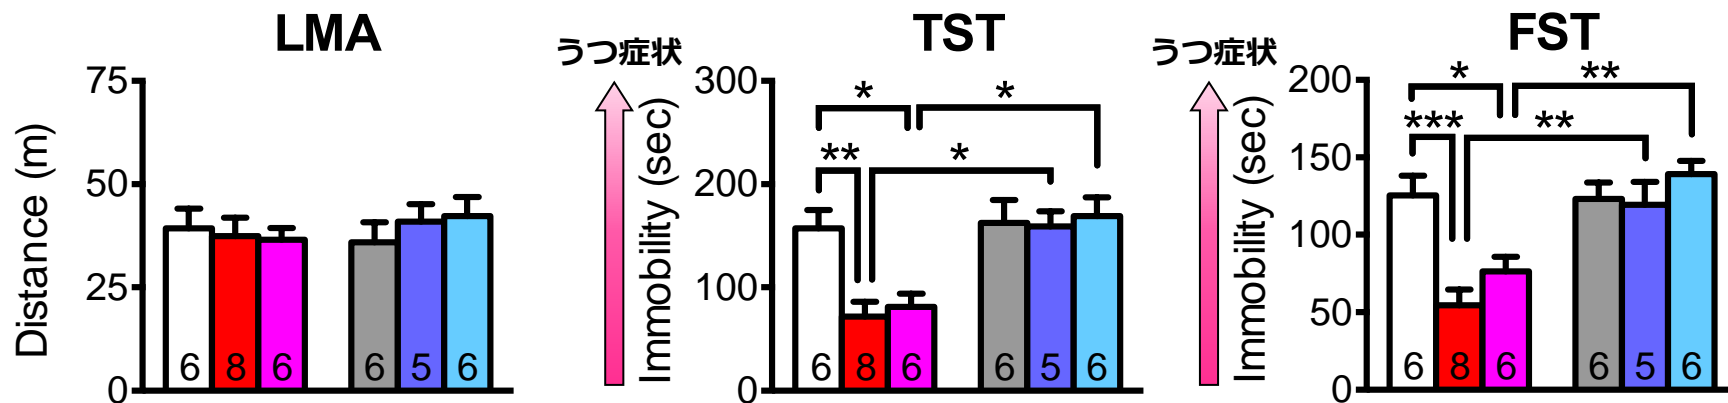 LMA
Distance (m)
75
50
25
0
6 8 6 6 5 6
うつ症状
TST
Immobility (sec)
300
200
100
0
* *
** *
6 8 6 6 5 6
うつ症状
FST
Immobility (sec)
200
150
100
50
0
* **
*** **
6 8 6 6 5 6